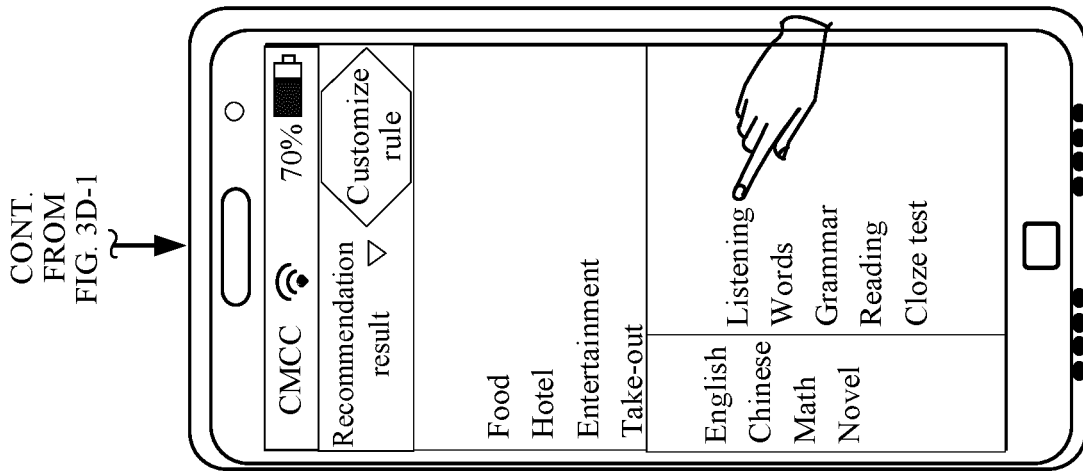 CONT.
FROM
FIG. 3D-1
CMCC 70%
Recommendation
result
Customize
rule
Food
Hotel
Entertainment
Take-out
English
Chinese
Math
Novel
Listening
Words
Grammar
Reading
Cloze test